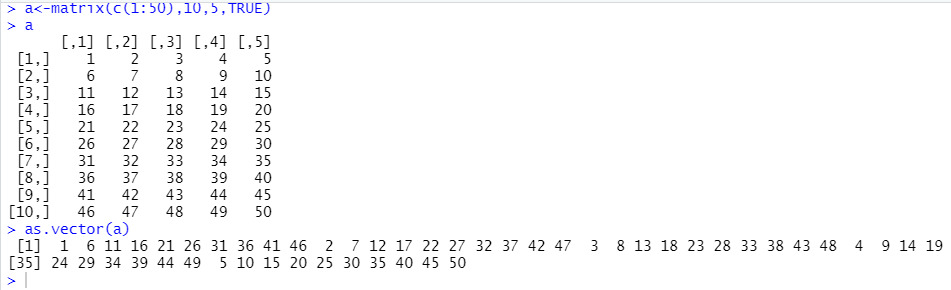 > a<-matrix(c(1:50),10,5,TRUE)
> a
      [,1] [,2] [,3] [,4] [,5]
 [1,]    1    2    3    4    5
 [2,]    6    7    8    9   10
 [3,]   11   12   13   14   15
 [4,]   16   17   18   19   20
 [5,]   21   22   23   24   25
 [6,]   26   27   28   29   30
 [7,]   31   32   33   34   35
 [8,]   36   37   38   39   40
 [9,]   41   42   43   44   45
[10,]   46   47   48   49   50
> as.vector(a)
 [1]  1  6 11 16 21 26 31 36 41 46  2  7 12 17 22 27 32 37 42 47  3  8 13 18 23 28 33 38 43 48  4  9 14 19
[35] 24 29 34 39 44 49  5 10 15 20 25 30 35 40 45 50
>